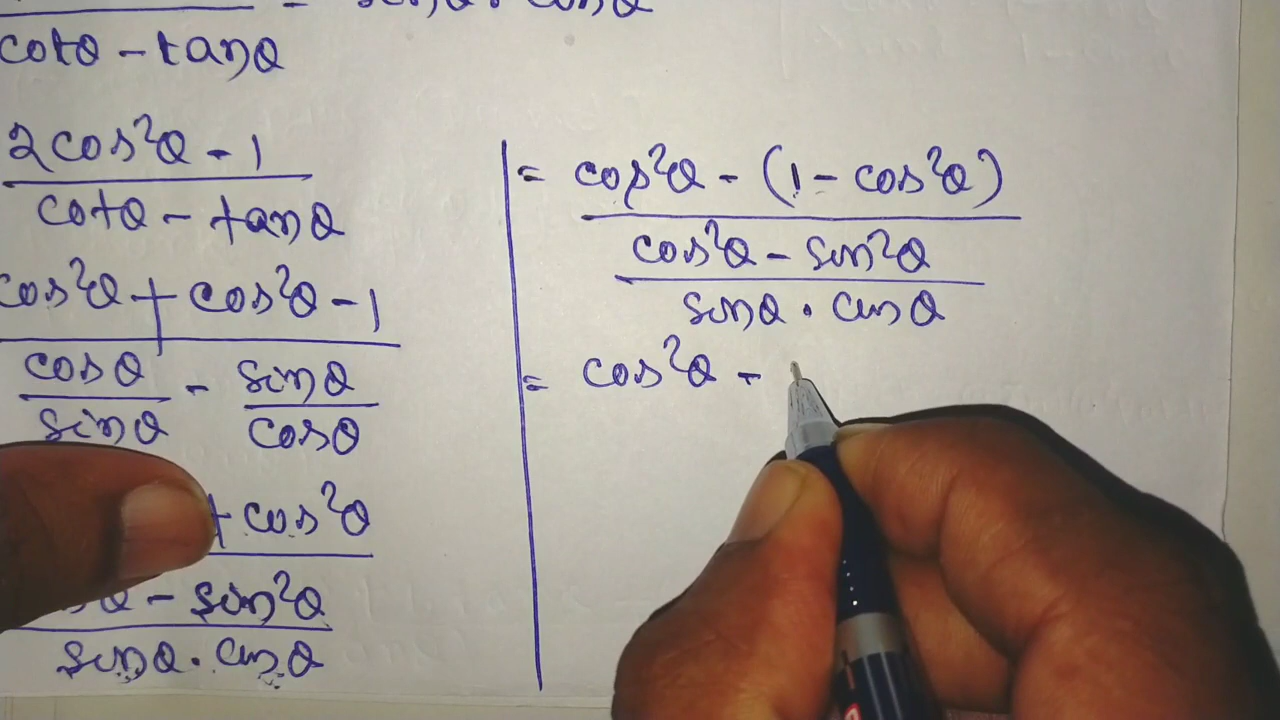 cotθ - tanθ
2cos²θ - 1
cotθ - tanθ
cos²θ + cos²θ - 1
cosθ - sinθ
sinθ cosθ
+ cos²θ
θ - sin²θ
sinθ . cosθ
= cos²θ - (1 - cos²θ)
cos²θ - sin²θ
sinθ . cosθ
= cos²θ -